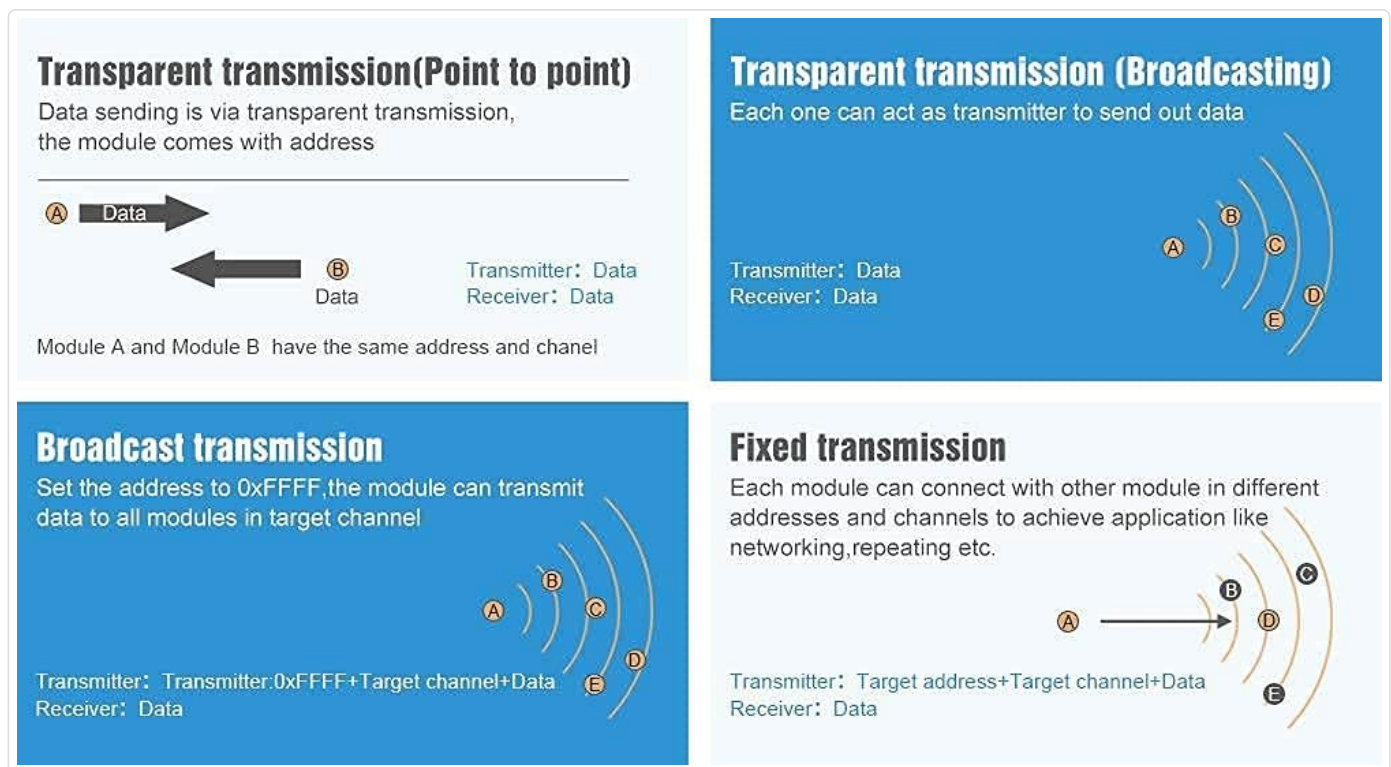 Transparent transmission(Point to point)
Data sending is via transparent transmission,
the module comes with address
A
Data
B
Data
Transmitter: Data
Receiver: Data
Module A and Module B have the same address and chanel
Transparent transmission (Broadcasting)
Each one can act as transmitter to send out data
B
A
C
D
E
Transmitter: Data
Receiver: Data
Broadcast transmission
Set the address to 0xFFFF,the module can transmit
data to all modules in target channel
B
A
C
D
E
Transmitter: Transmitter:0xFFFF+Target channel+Data
Receiver: Data
Fixed transmission
Each module can connect with other module in different
addresses and channels to achieve application like
networking,repeating etc.
C
B
A
D
E
Transmitter: Target address+Target channel+Data
Receiver: Data